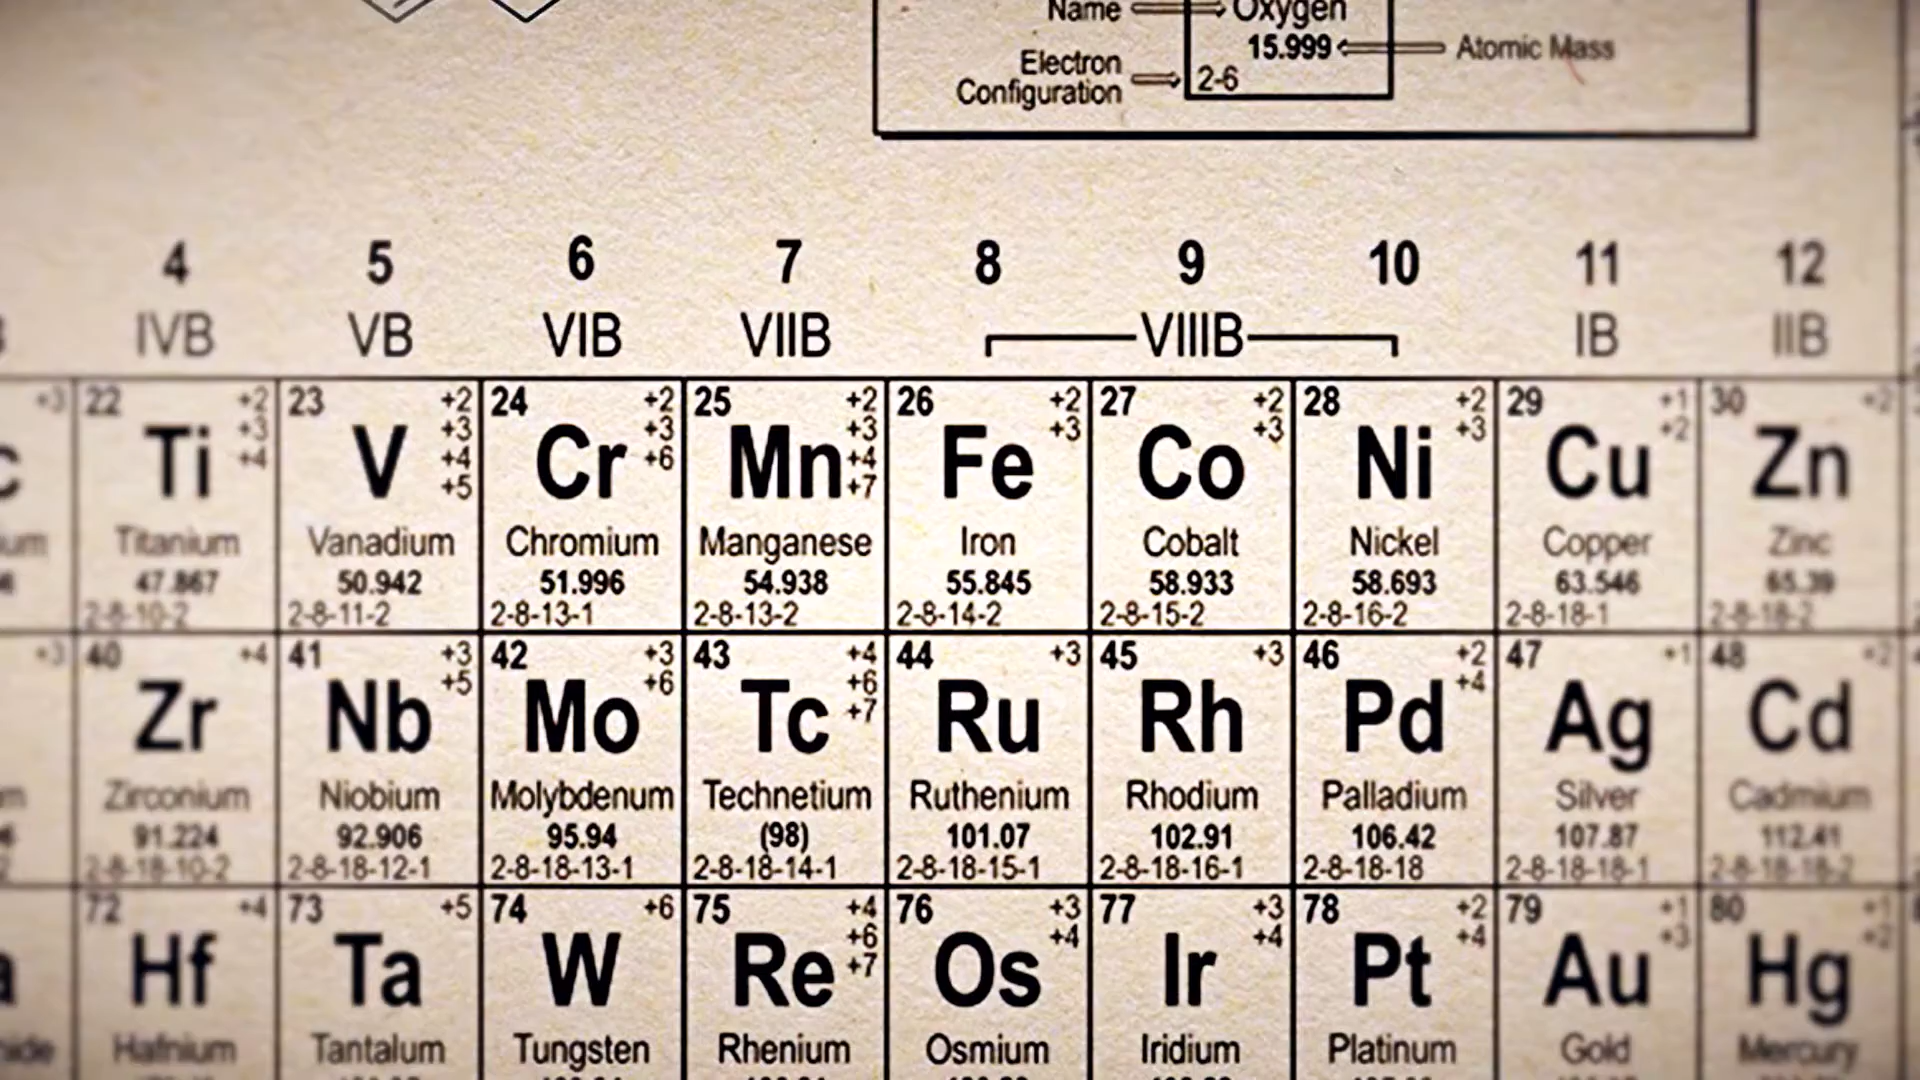 Name Oxygen
15.999 Atomic Mass
Electron
Configuration 2-6
4 5 6 7 8 9 10 11 12
IVB VB VIB VIIB VIIIB IB IIB
+3 22 +2 23 +2 24 +2 25 +2 26 +2 27 +2 28 +2 29 +1 30 +2
+3 +3 +3 +3 +3 +3 +3 +2
Ti V Cr Mn Fe Co Ni Cu Zn
+4 +4 +6 +4
+5 +7
Titanium Vanadium Chromium Manganese Iron Cobalt Nickel Copper Zinc
47.867 50.942 51.996 54.938 55.845 58.933 58.693 63.546 65.39
2-8-10-2 2-8-11-2 2-8-13-1 2-8-13-2 2-8-14-2 2-8-15-2 2-8-16-2 2-8-18-1 2-8-18-2
+3 40 +4 41 +3 42 +3 43 +4 44 +3 45 +3 46 +2 47 +1 48 +2
+5 +6 +6 +4
Zr Nb Mo Tc Ru Rh Pd Ag Cd
+7
Zirconium Niobium Molybdenum Technetium Ruthenium Rhodium Palladium Silver Cadmium
91.224 92.906 95.94 (98) 101.07 102.91 106.42 107.87 112.41
2-8-18-10-2 2-8-18-12-1 2-8-18-13-1 2-8-18-14-1 2-8-18-15-1 2-8-18-16-1 2-8-18-18 2-8-18-18-1 2-8-18-18-2
72 +4 73 +5 74 +6 75 +4 76 +3 77 +3 78 +2 79 +1 80 +1
+6 +4 +4 +4 +3 +2
Hf Ta W Re Os Ir Pt Au Hg
+7
Hafnium Tantalum Tungsten Rhenium Osmium Iridium Platinum Gold Mercury